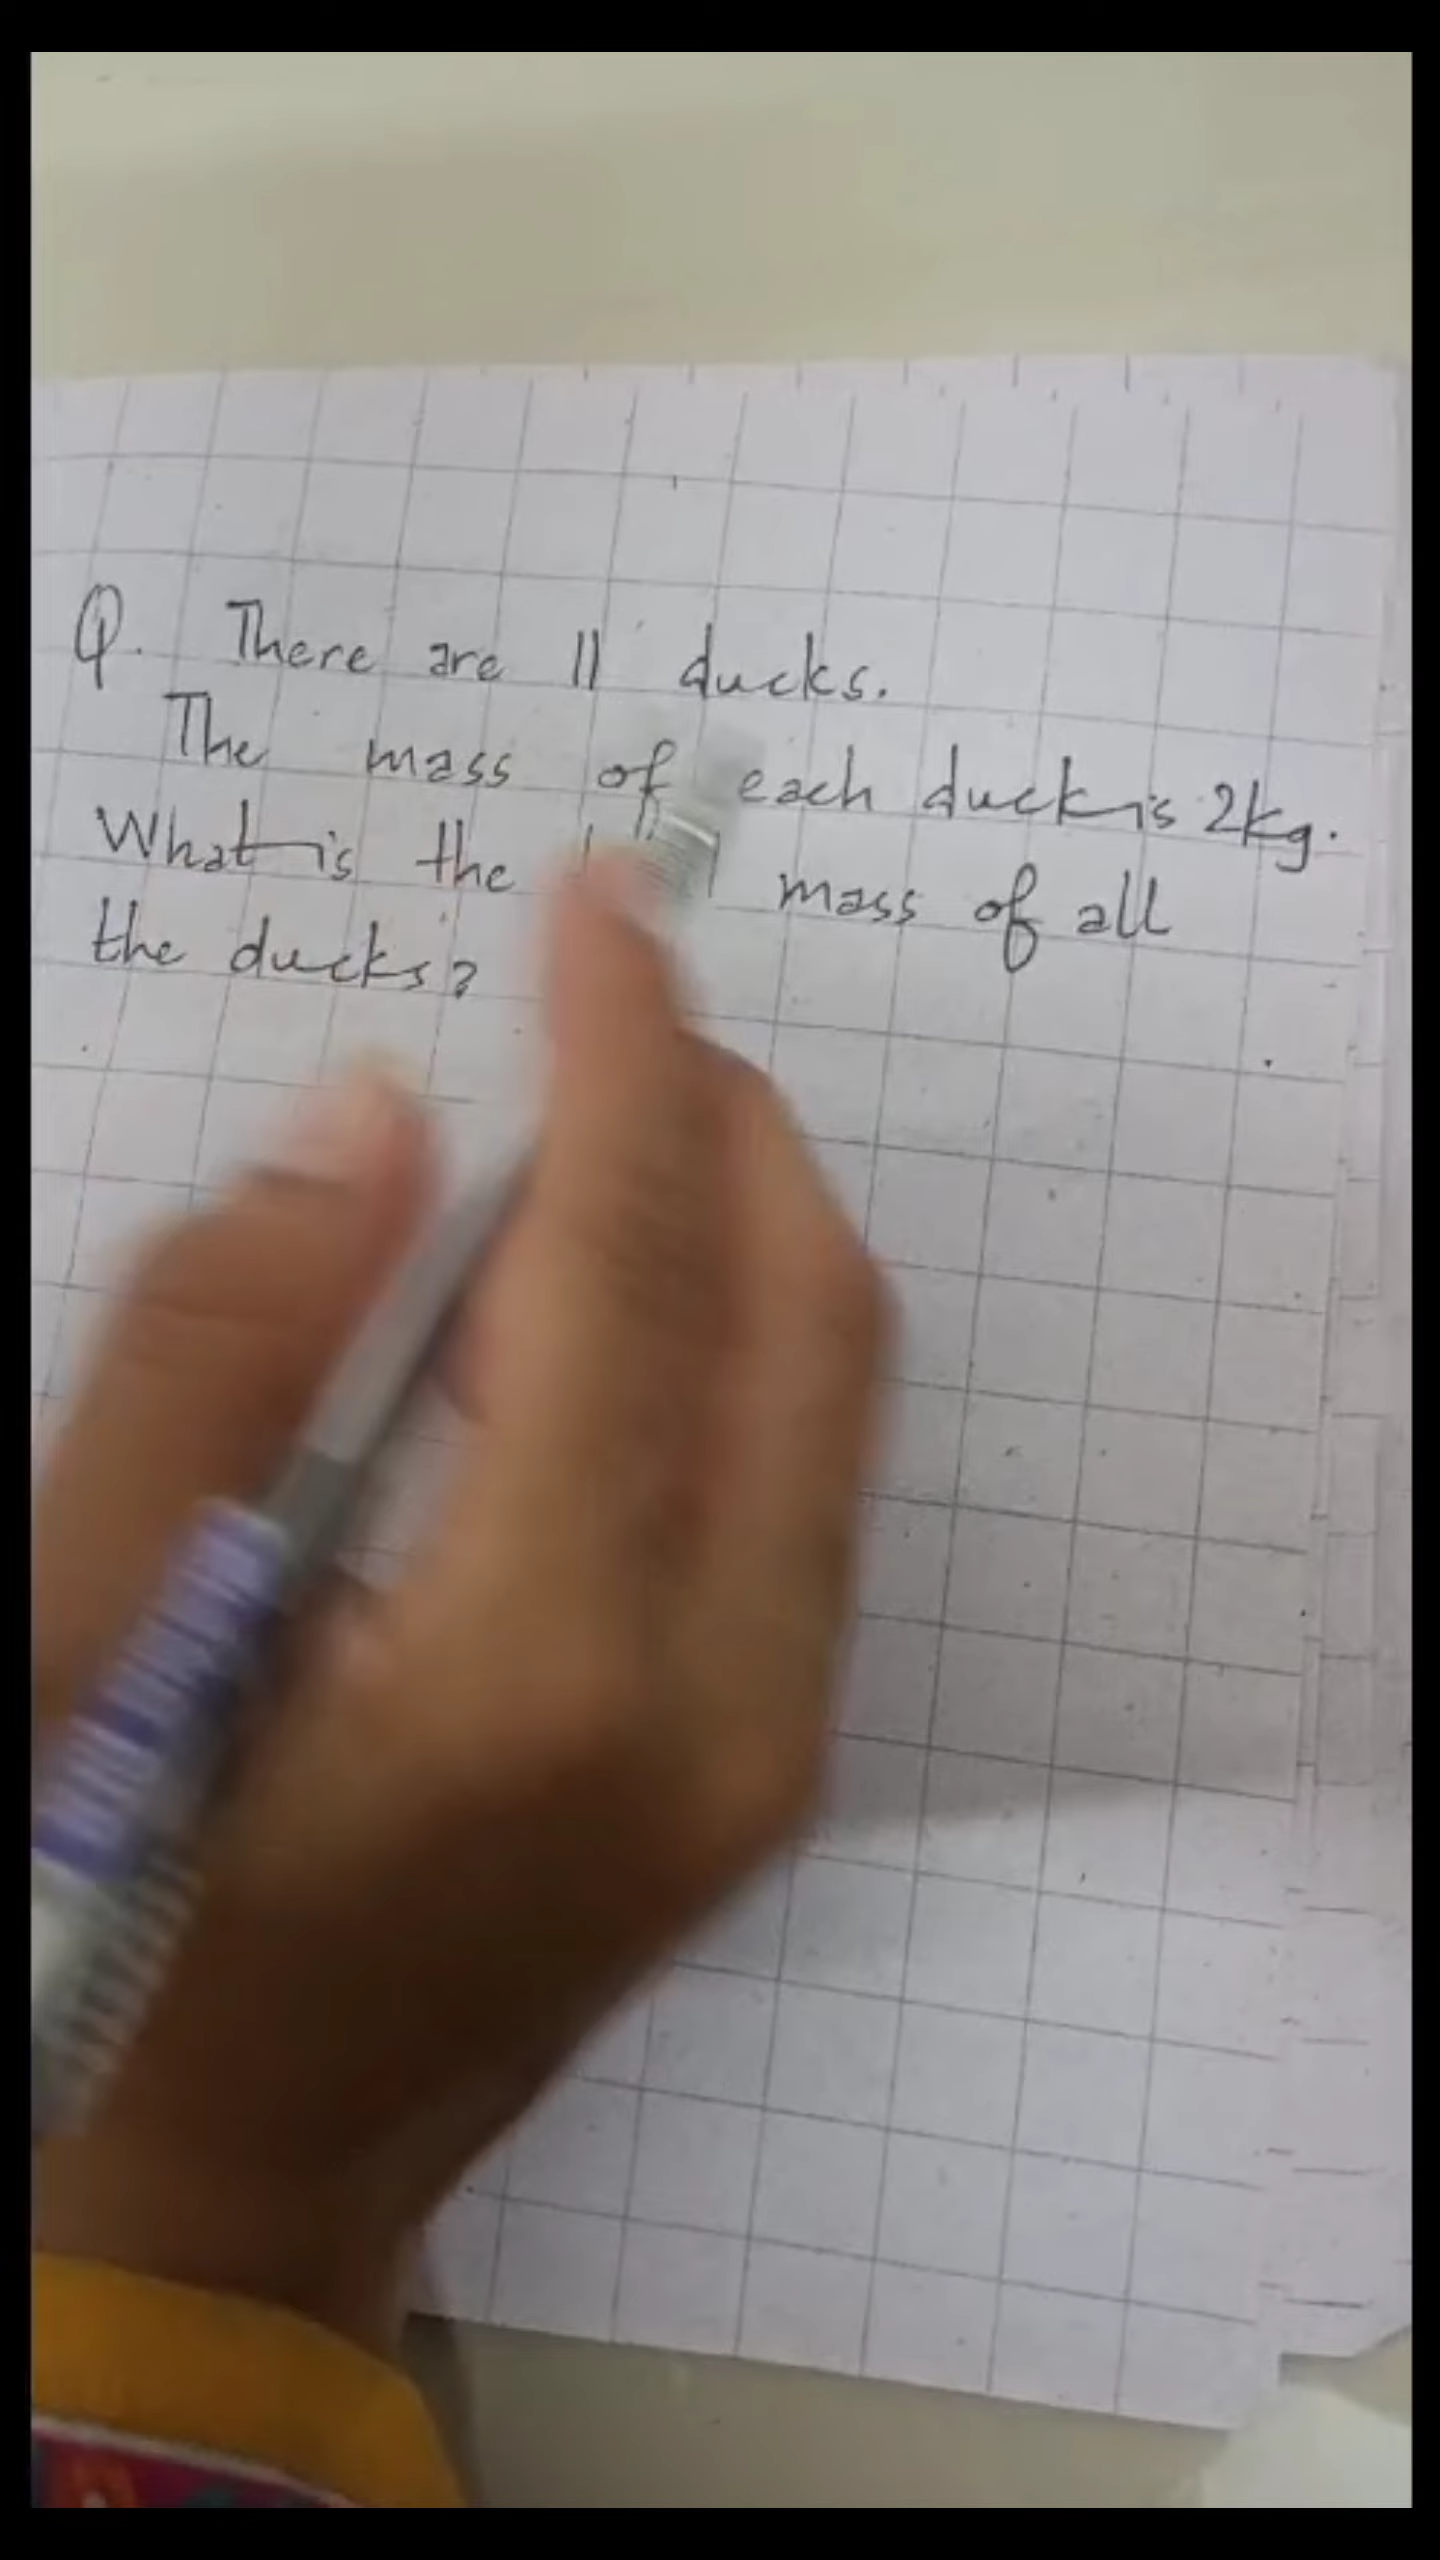 Q. There are 11 ducks.
The mass of each duck is 2kg.
What is the mass of all
the ducks?